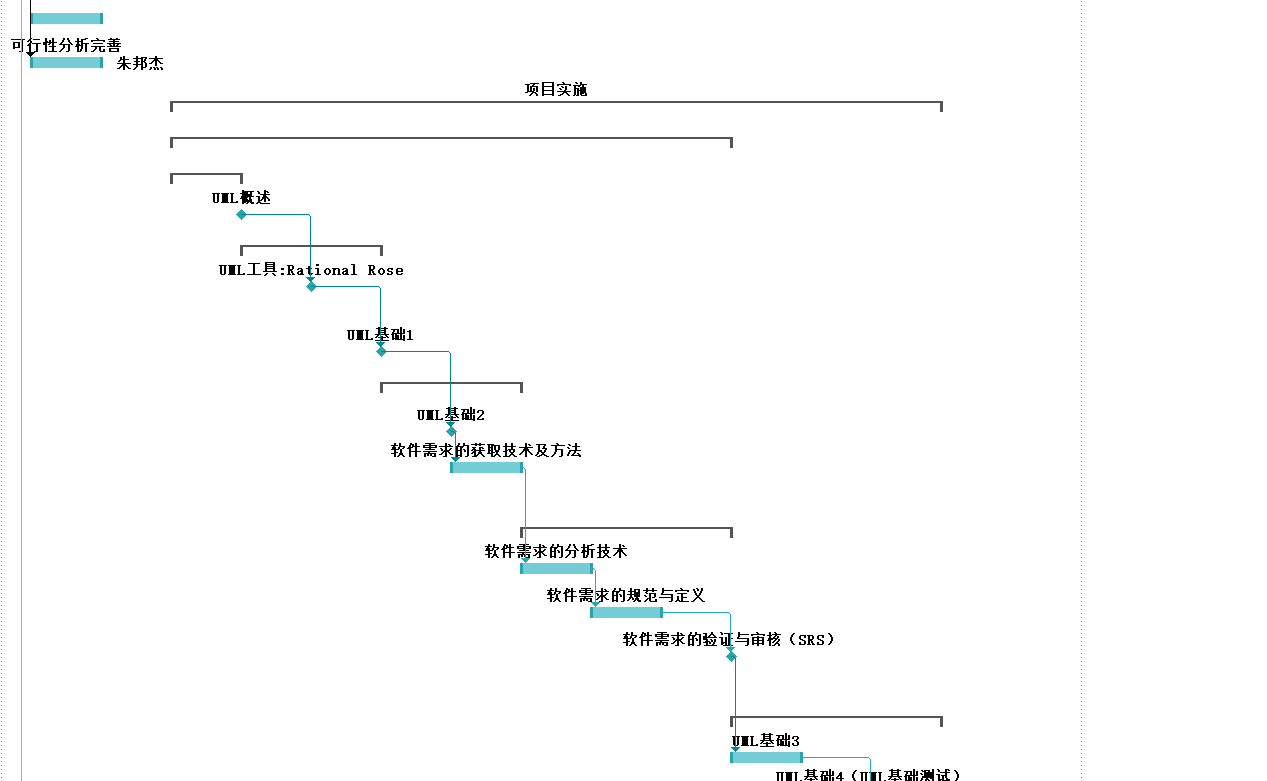 可行性分析完善
朱邦杰
项目实施
UML概述
UML工具:Rational Rose
UML基础1
UML基础2
软件需求的获取技术及方法
软件需求的分析技术
软件需求的规范与定义
软件需求的验证与审核（SRS）
UML基础3
UML基础4（UML基础测试）